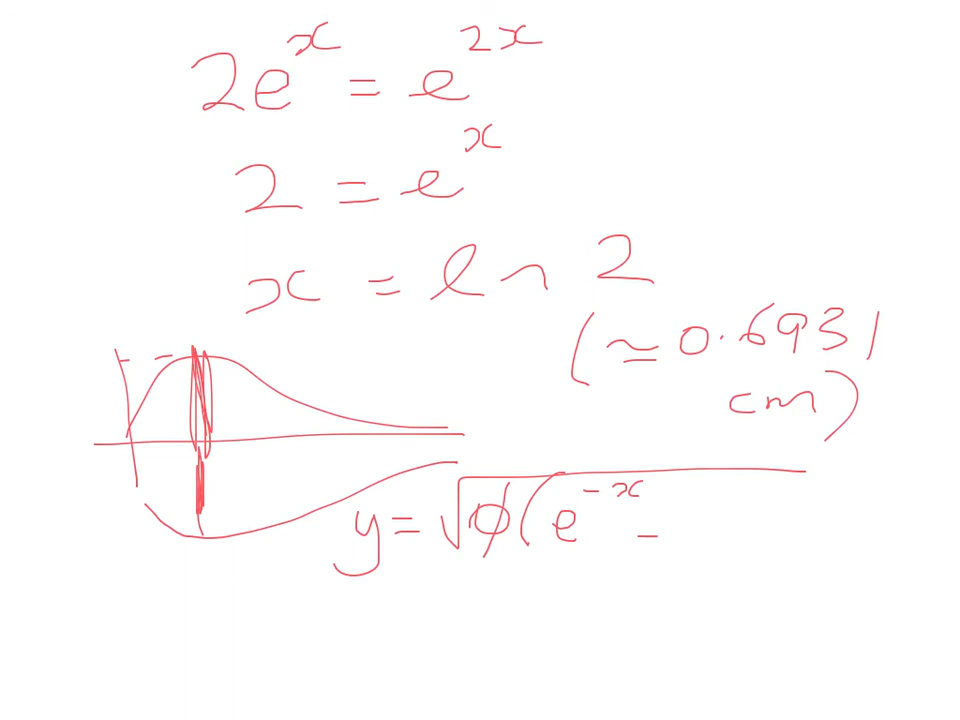 2e^x = e^{2x}
2 = e^x
x = ln 2
(≃ 0.6931
cm)
y = √ϕ(e^{-x} –